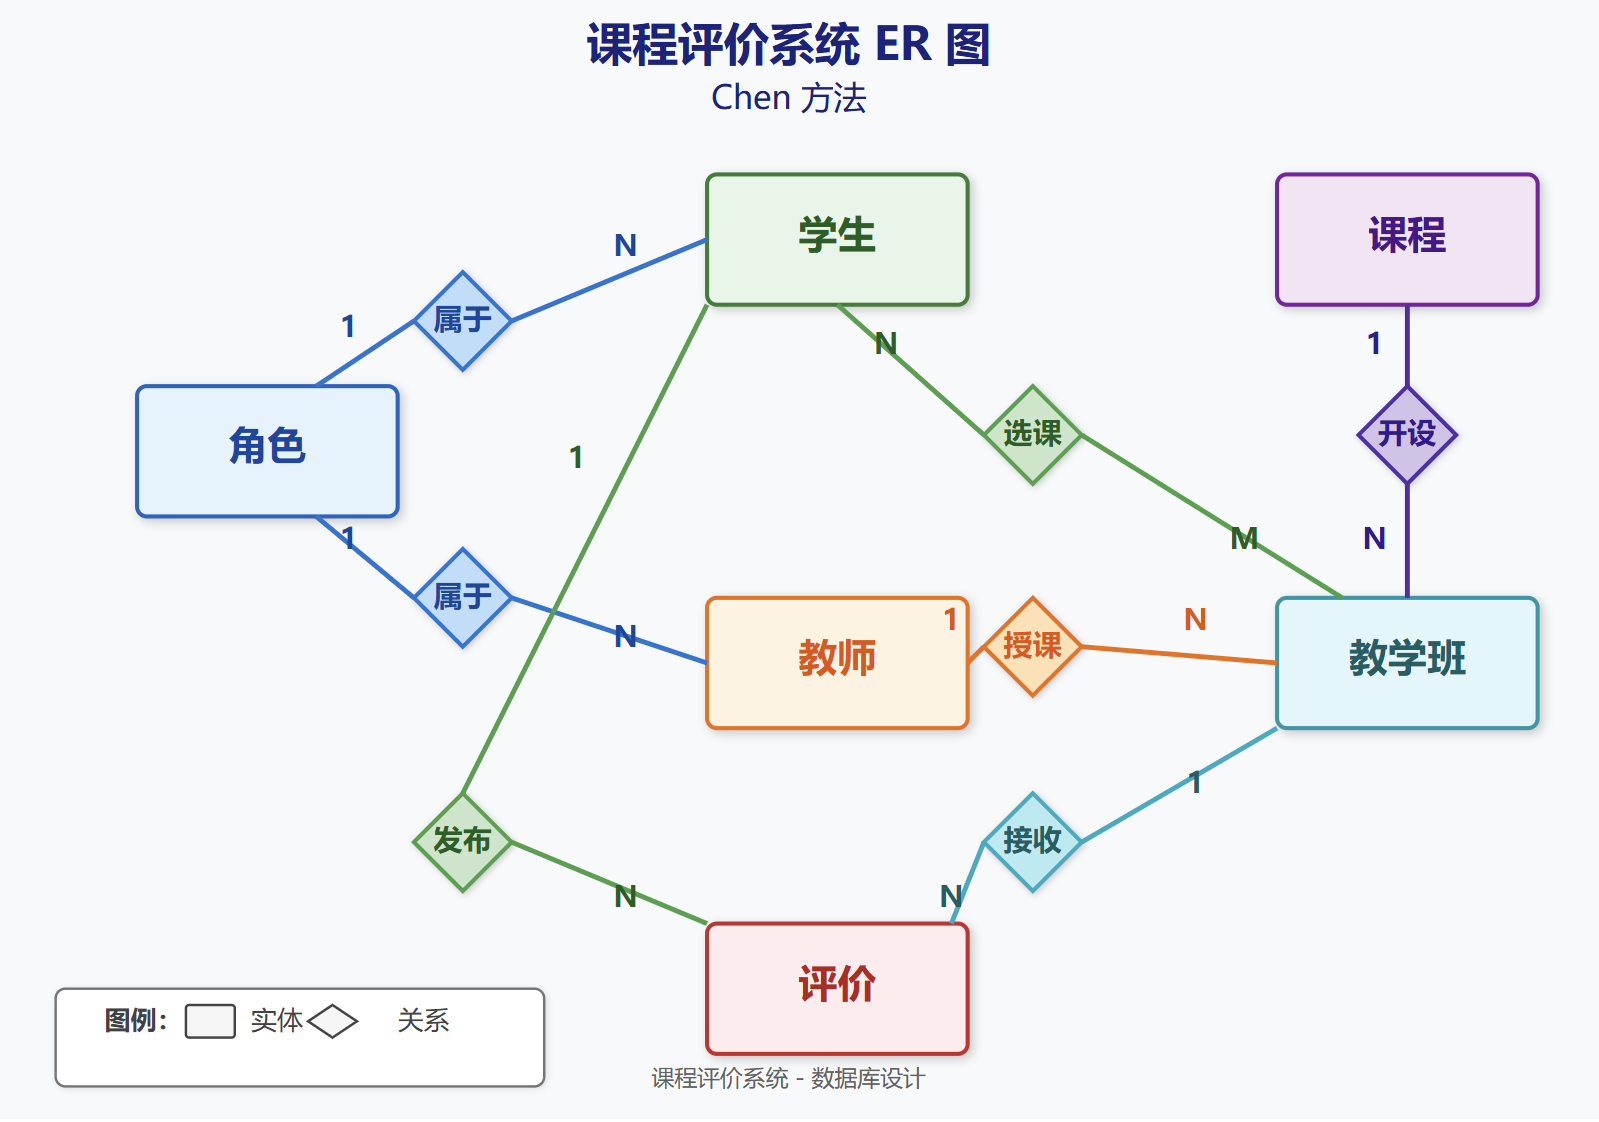 课程评价系统 ER 图
Chen 方法
学生
课程
N
属于
1
N
1
角色
1
选课
开设
1
M
N
属于
N
教师
1
授课
N
教学班
1
发布
接收
N
N
评价
图例：
实体
关系
课程评价系统 - 数据库设计